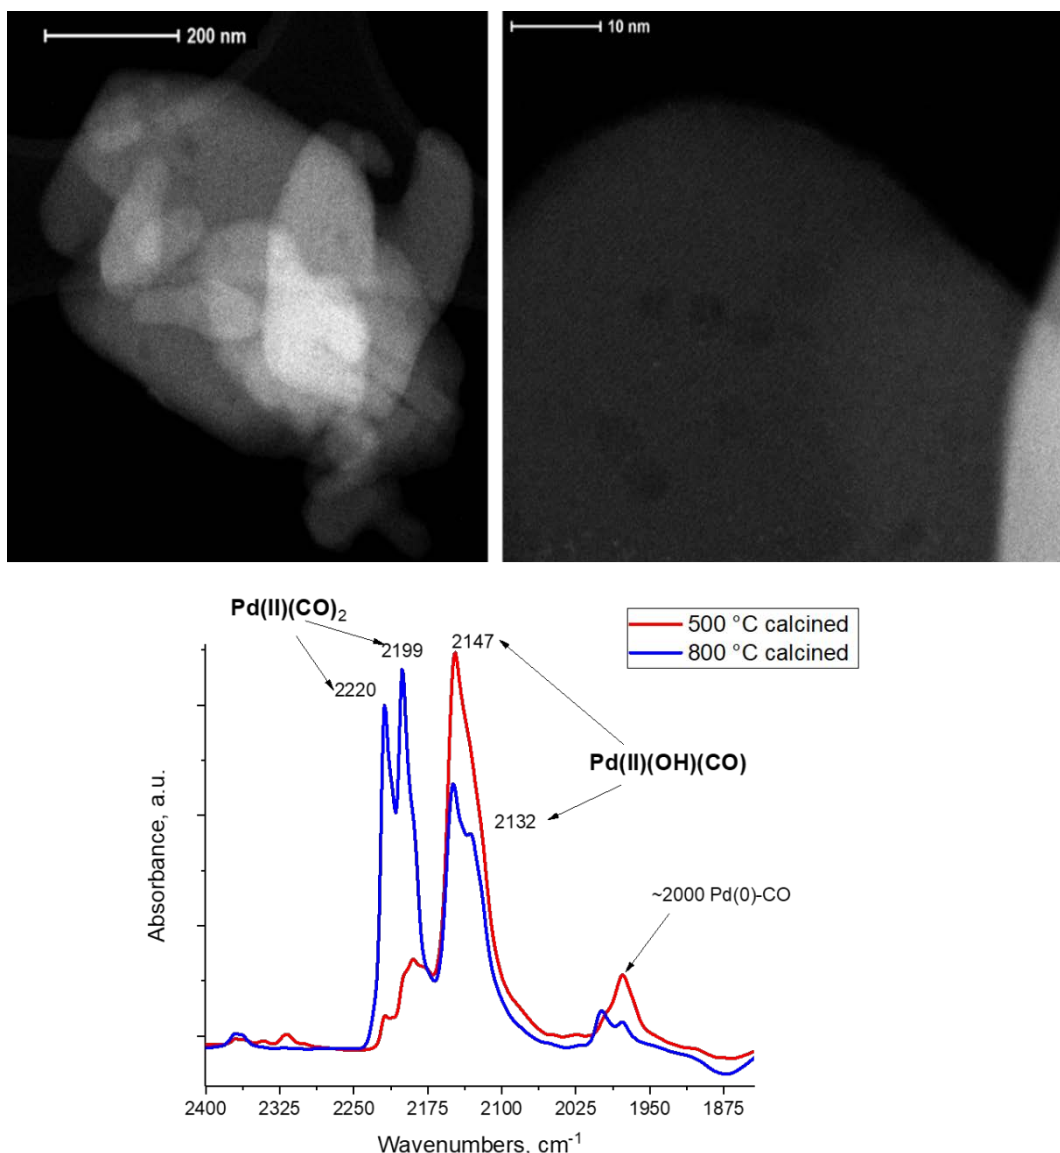 200 nm
10 nm
Pd(II)(CO)₂
2199
2220
2147
500 °C calcined
800 °C calcined
Pd(II)(OH)(CO)
2132
~2000 Pd(0)-CO
Absorbance, a.u.
2400 2325 2250 2175 2100 2025 1950 1875
Wavenumbers, cm⁻¹